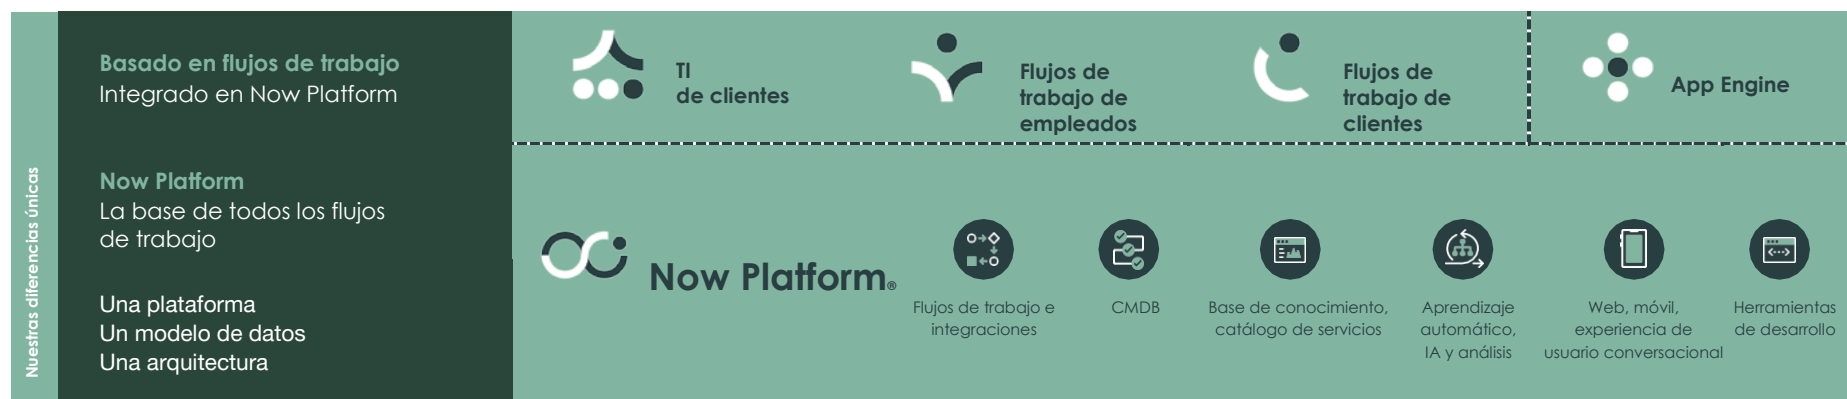 Nuestras diferencias únicas
Basado en flujos de trabajo
Integrado en Now Platform
Now Platform
La base de todos los flujos
de trabajo
Una plataforma
Un modelo de datos
Una arquitectura
TI
de clientes
Flujos de
trabajo de
empleados
Flujos de
trabajo de
clientes
App Engine
Now Platform®
Flujos de trabajo e
integraciones
CMDB
Base de conocimiento,
catálogo de servicios
Aprendizaje
automático,
IA y análisis
Web, móvil,
experiencia de
usuario conversacional
Herramientas
de desarrollo